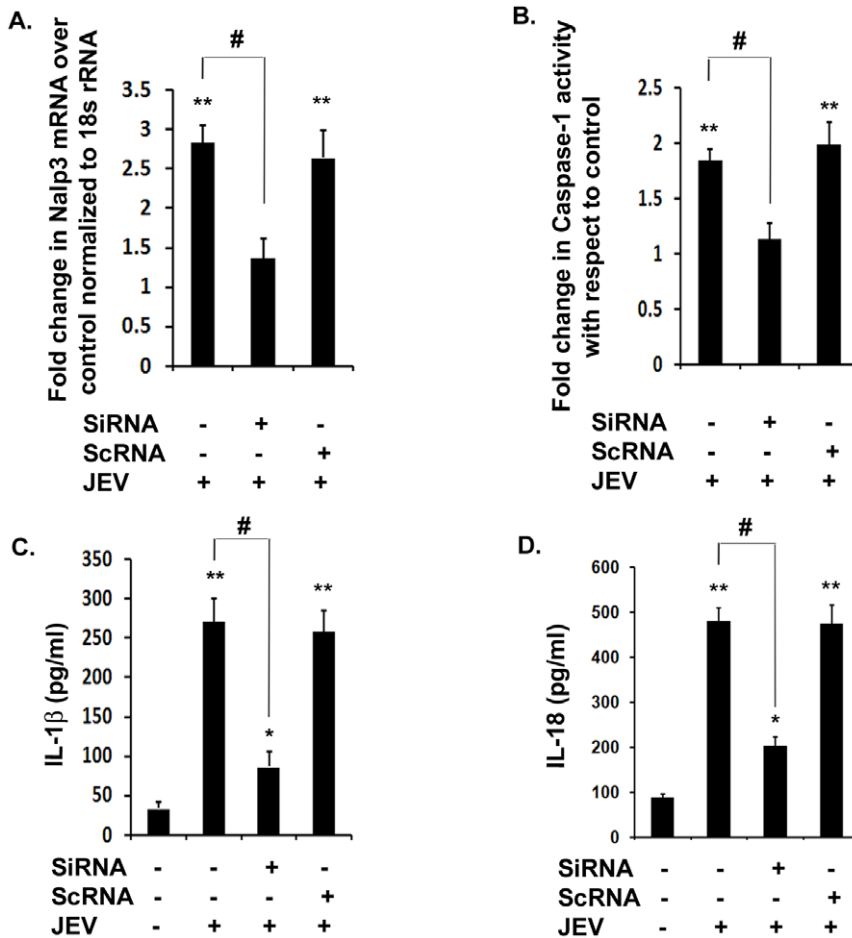 A.
#
Fold change in Nalp3 mRNA over
control normalized to 18s rRNA
3.5
3
2.5
2
1.5
1
0.5
0
** **
SiRNA - + -
ScRNA - - +
JEV + + +
B.
#
Fold change in Caspase-1 activity
with respect to control
2.5
2
1.5
1
0.5
0
** **
SiRNA - + -
ScRNA - - +
JEV + + +
C.
#
IL-1β (pg/ml)
350
300
250
200
150
100
50
0
** * **
SiRNA - - + -
ScRNA - - - +
JEV - + + +
D.
#
IL-18 (pg/ml)
600
500
400
300
200
100
0
** * **
SiRNA - - + -
ScRNA - - - +
JEV - + + +